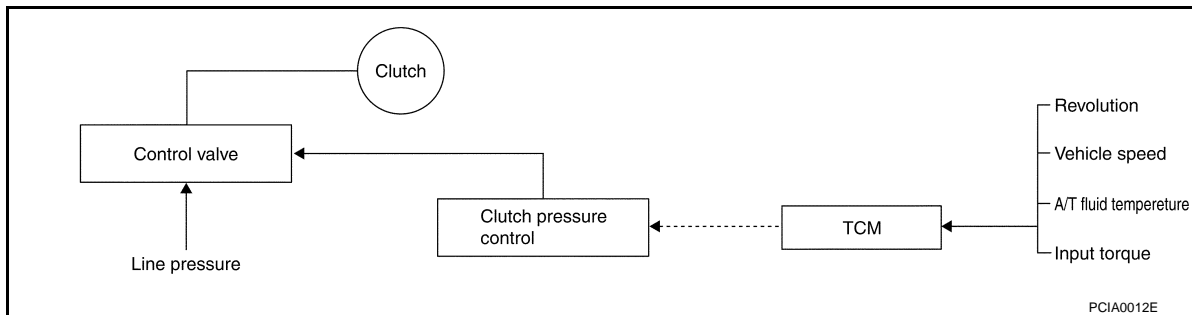 Clutch
Control valve
Line pressure
Clutch pressure
control
TCM
Revolution
Vehicle speed
A/T fluid tempereture
Input torque
PCIA0012E